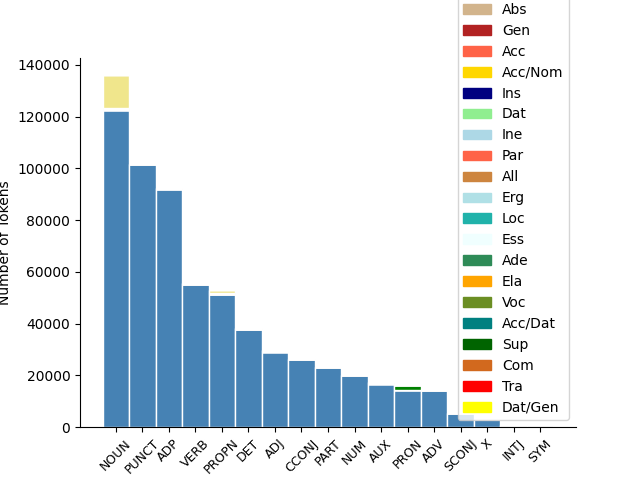 Abs
Gen
Acc
Acc/Nom
Ins
Dat
Ine
Par
All
Erg
Loc
Ess
Ade
Ela
Voc
Acc/Dat
Sup
Com
Tra
Dat/Gen
Number of Tokens
140000
120000
100000
80000
60000
40000
20000
0
NOUN
PUNCT
ADP
VERB
PROPN
DET
ADJ
CCONJ
PART
NUM
AUX
PRON
ADV
SCONJ
X
INTJ
SYM